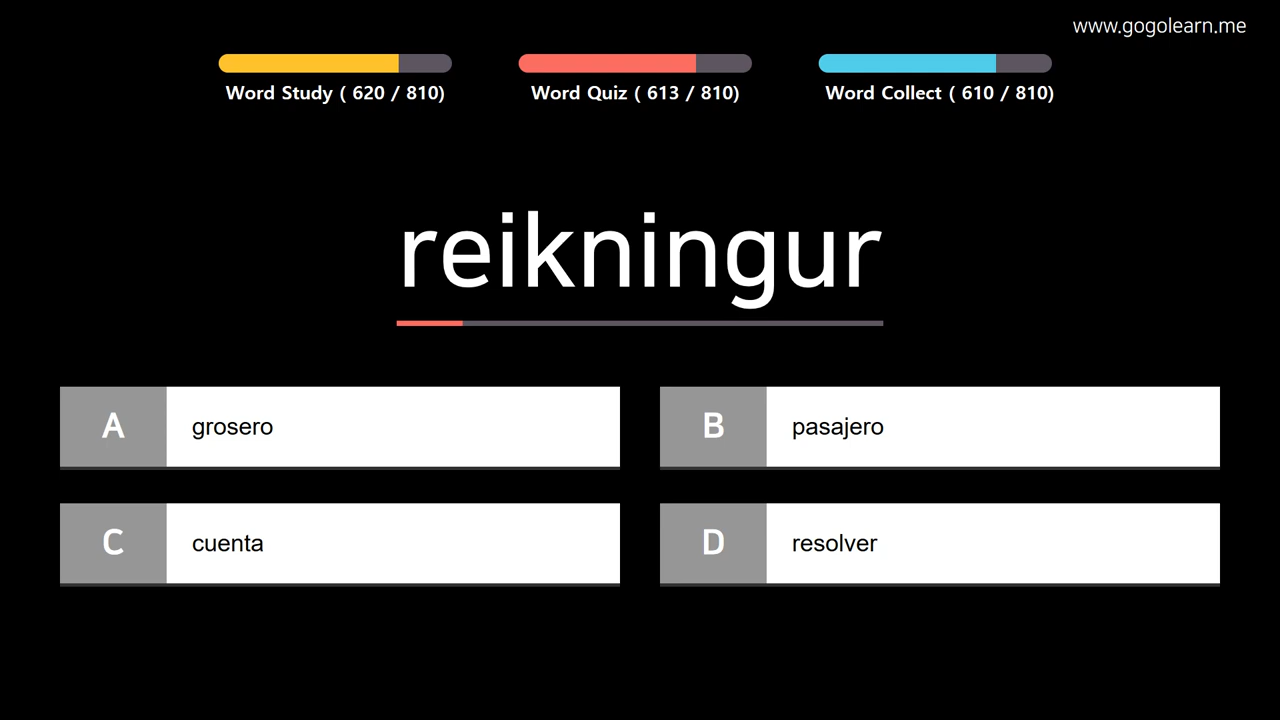 www.gogolearn.me
Word Study ( 620 / 810)
Word Quiz ( 613 / 810)
Word Collect ( 610 / 810)
reikningur
A grosero
B pasajero
C cuenta
D resolver